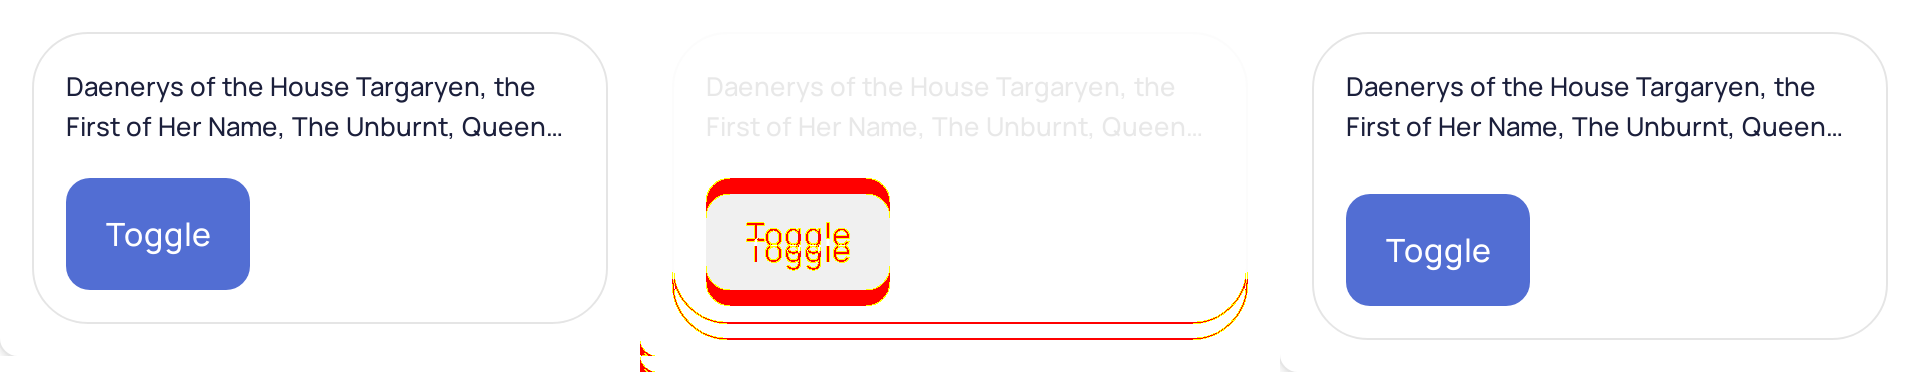 Daenerys of the House Targaryen, the
First of Her Name, The Unburnt, Queen...
Toggle
Daenerys of the House Targaryen, the
First of Her Name, The Unburnt, Queen...
Toggle
Toggle
Daenerys of the House Targaryen, the
First of Her Name, The Unburnt, Queen...
Toggle